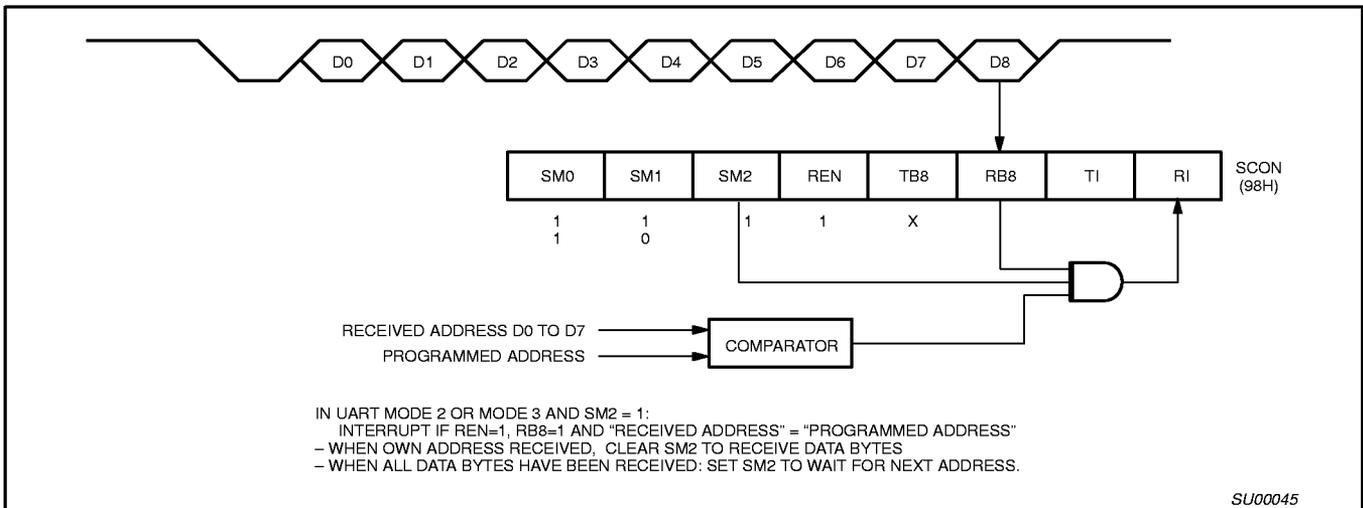 D0 D1 D2 D3 D4 D5 D6 D7 D8
SM0 SM1 SM2 REN TB8 RB8 TI RI
SCON
(98H)
1 1 1 1 X
1 0
RECEIVED ADDRESS D0 TO D7
PROGRAMMED ADDRESS
COMPARATOR
IN UART MODE 2 OR MODE 3 AND SM2 = 1:
INTERRUPT IF REN=1, RB8=1 AND “RECEIVED ADDRESS” = “PROGRAMMED ADDRESS”
– WHEN OWN ADDRESS RECEIVED, CLEAR SM2 TO RECEIVE DATA BYTES
– WHEN ALL DATA BYTES HAVE BEEN RECEIVED: SET SM2 TO WAIT FOR NEXT ADDRESS.
SU00045